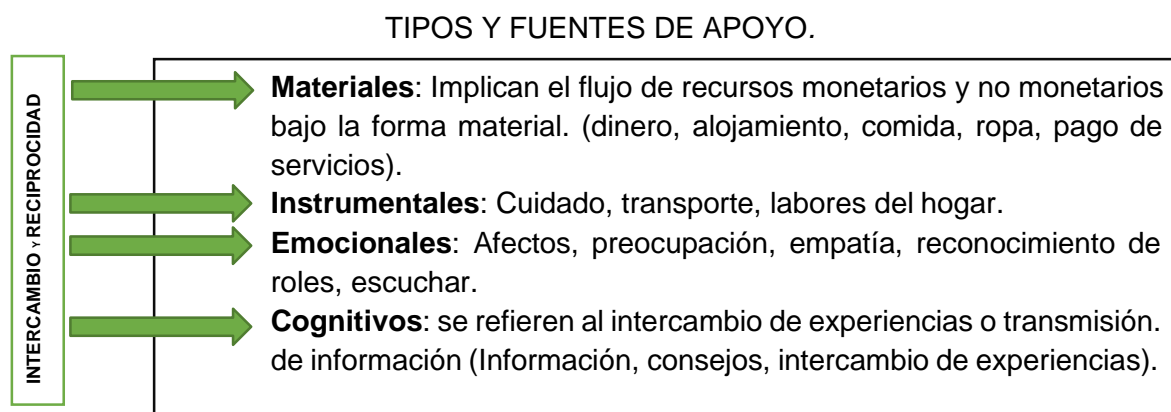 TIPOS Y FUENTES DE APOYO.
INTERCAMBIO Y RECIPROCIDAD
Materiales: Implican el flujo de recursos monetarios y no monetarios
bajo la forma material. (dinero, alojamiento, comida, ropa, pago de
servicios).
Instrumentales: Cuidado, transporte, labores del hogar.
Emocionales: Afectos, preocupación, empatía, reconocimiento de
roles, escuchar.
Cognitivos: se refieren al intercambio de experiencias o transmisión.
de información (Información, consejos, intercambio de experiencias).